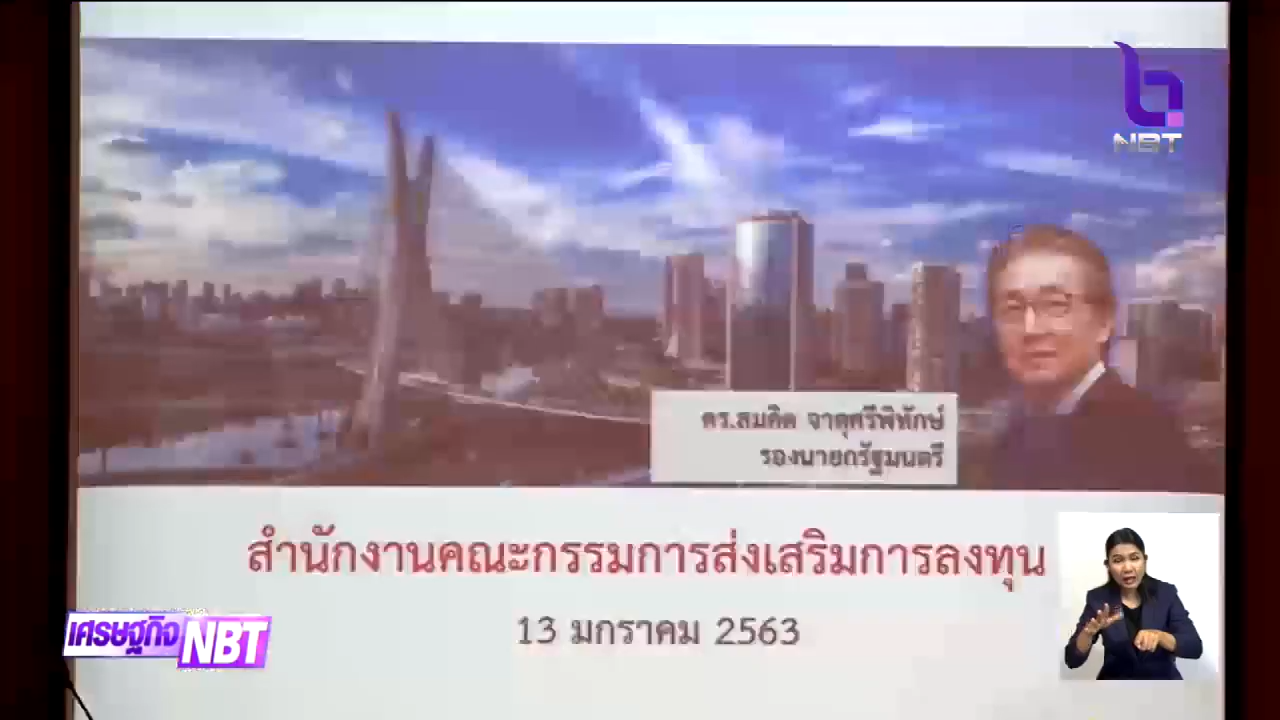 NBT
ดร.สมคิด จาตุศรีพิทักษ์
รองนายกรัฐมนตรี
สำนักงานคณะกรรมการส่งเสริมการลงทุน
13 มกราคม 2563
เศรษฐกิจ NBT